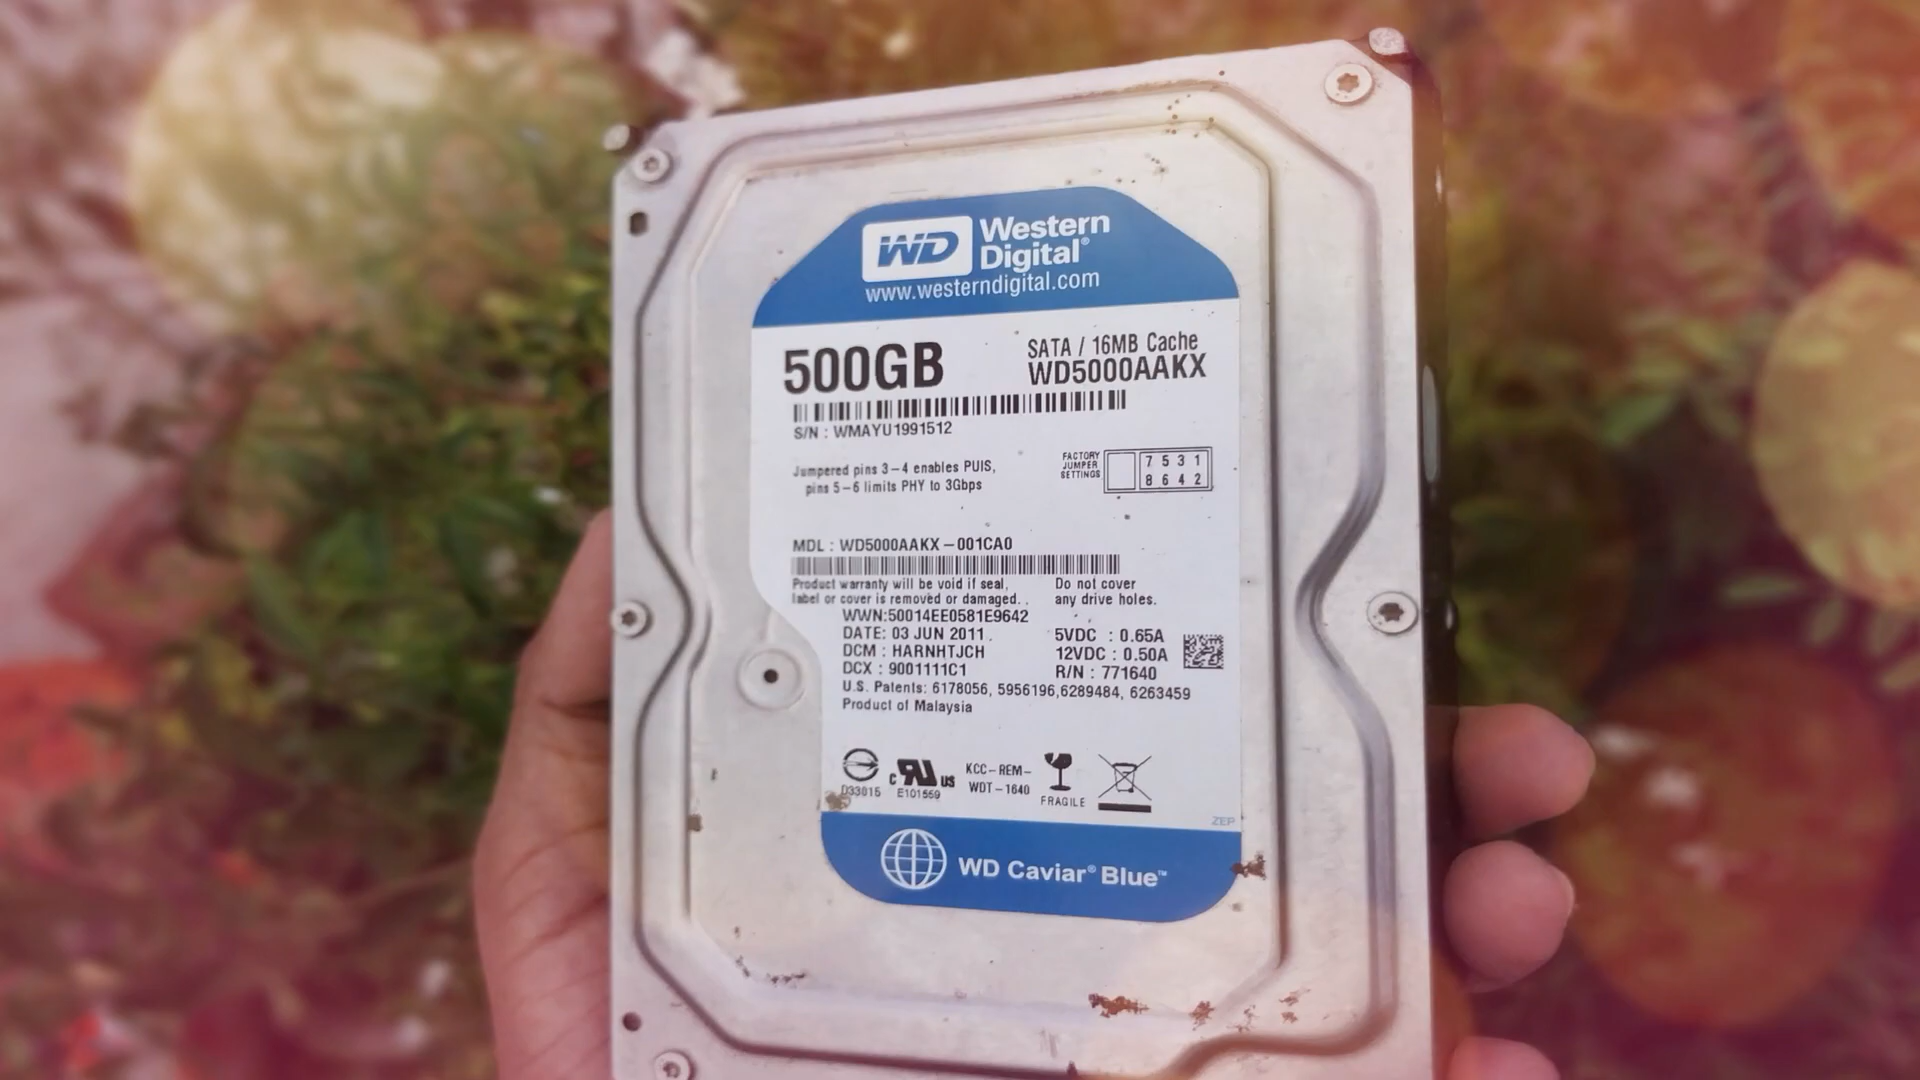 WD Western
Digital®
www.westerndigital.com
500GB
SATA / 16MB Cache
WD5000AAKX
S/N : WMAYU1991512
Jumpered pins 3-4 enables PUIS,
pins 5-6 limits PHY to 3Gbps
FACTORY
JUMPER
SETTINGS
7 5 3 1
8 6 4 2
MDL : WD5000AAKX-001CA0
Product warranty will be void if seal,
label or cover is removed or damaged.
Do not cover
any drive holes.
WWN:50014EE0581E9642
DATE: 03 JUN 2011
DCM : HARNHTJCH
DCX : 9001111C1
5VDC : 0.65A
12VDC : 0.50A
R/N : 771640
U.S. Patents: 6178056, 5956196,6289484, 6263459
Product of Malaysia
D33015
c RU us
E101559
KCC-REM-
WDT-1640
FRAGILE
ZEP
WD Caviar® Blue™